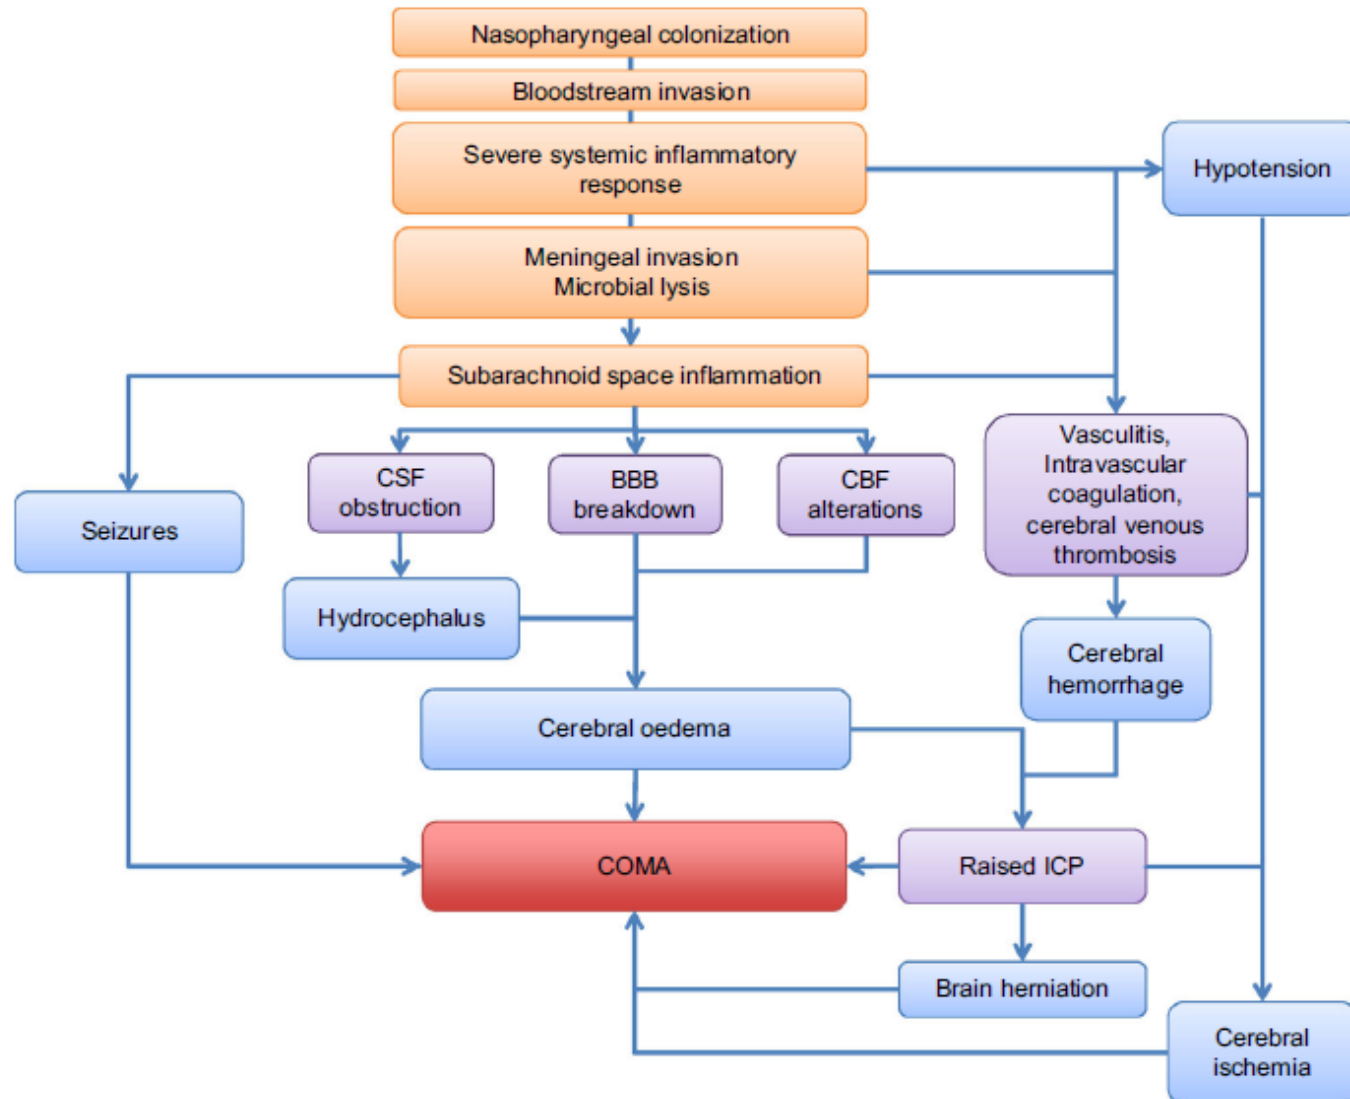 Nasopharyngeal colonization
Bloodstream invasion
Severe systemic inflammatory
response
Hypotension
Meningeal invasion
Microbial lysis
Subarachnoid space inflammation
Seizures
CSF
obstruction
BBB
breakdown
CBF
alterations
Vasculitis,
Intravascular
coagulation,
cerebral venous
thrombosis
Hydrocephalus
Cerebral
hemorrhage
Cerebral oedema
COMA
Raised ICP
Brain herniation
Cerebral
ischemia